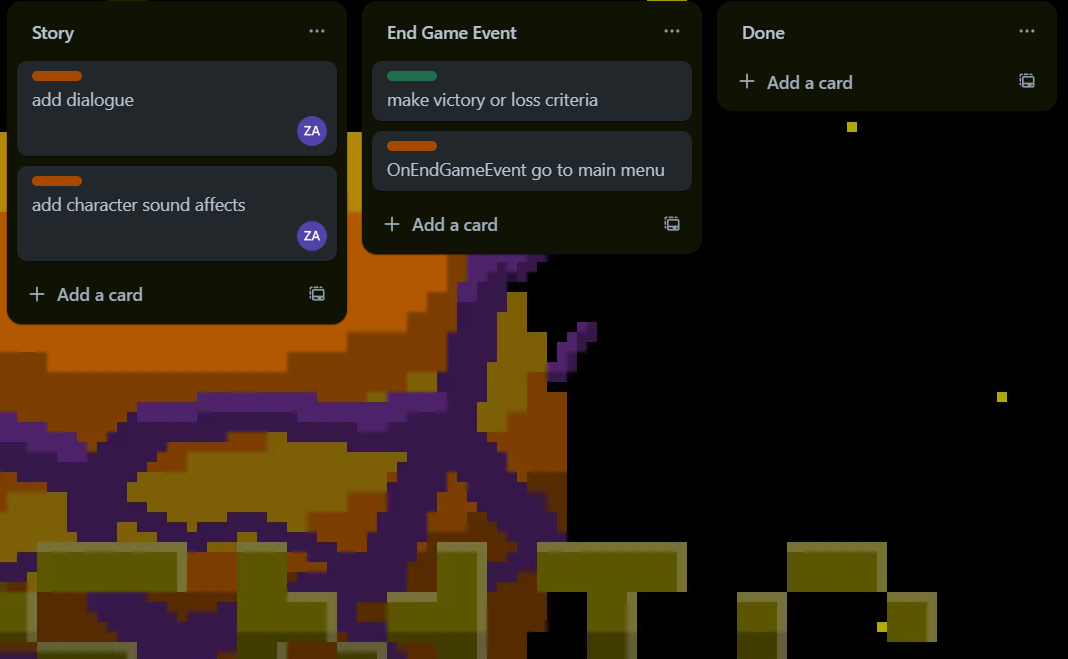 Story
add dialogue
ZA
add character sound affects
ZA
+ Add a card
End Game Event
make victory or loss criteria
OnEndGameEvent go to main menu
+ Add a card
Done
+ Add a card